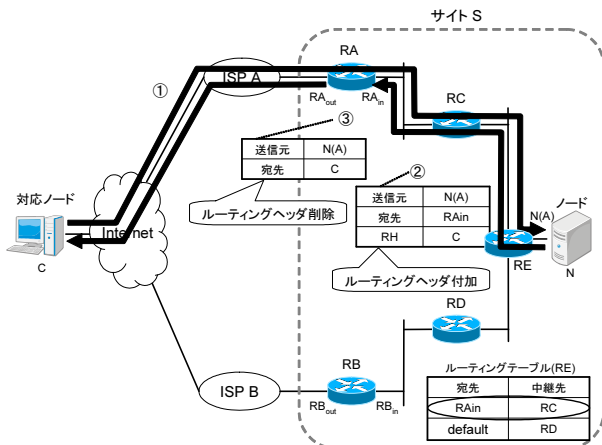 サイト S
RA
ISP A
①
RAout
RAin
RC
③
送信元 N(A)
宛先 C
ルーティングヘッダ削除
②
送信元 N(A)
宛先 RAin
RH C
ルーティングヘッダ付加
対応ノード
C
Internet
ノード
N(A)
N
RE
RD
ISP B
RB
RBout
RBin
ルーティングテーブル(RE)
宛先 中継先
RAin RC
default RD